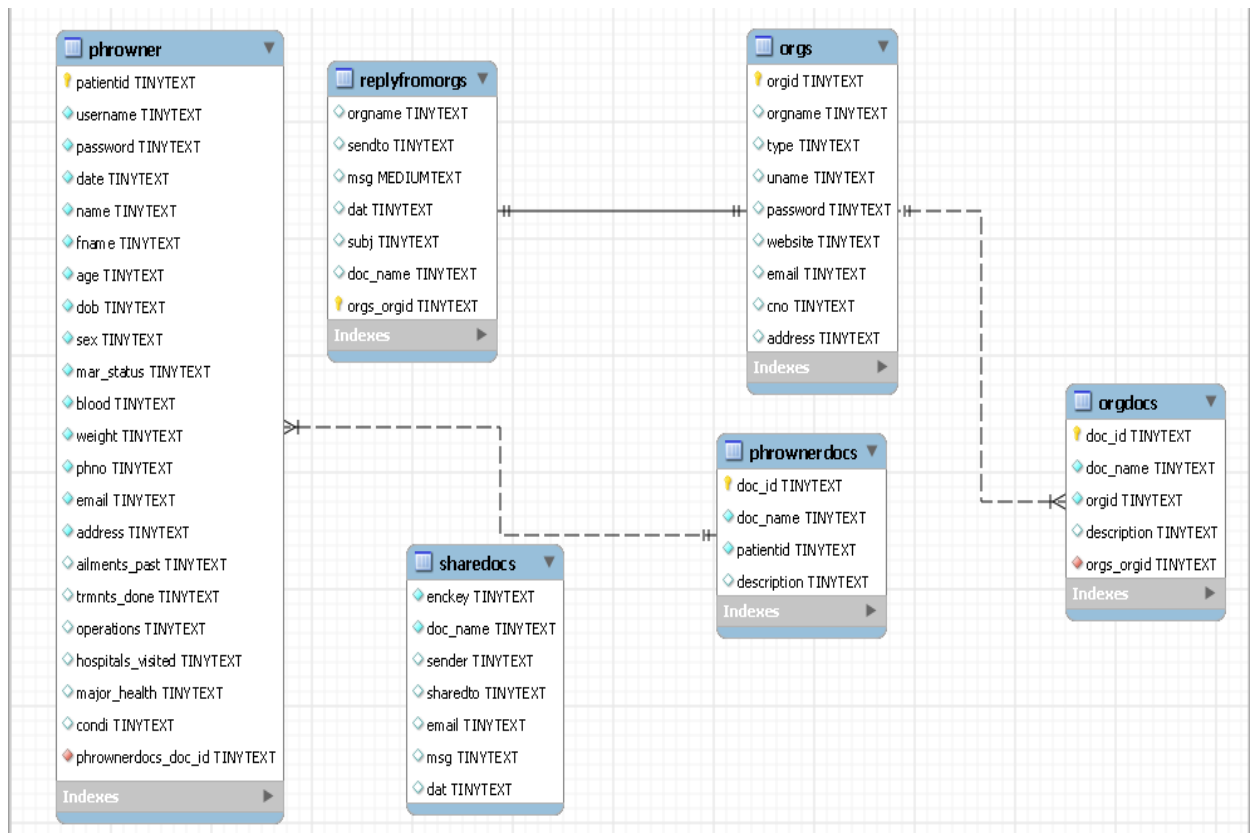 phrowner
patientid TINYTEXT
username TINYTEXT
password TINYTEXT
date TINYTEXT
name TINYTEXT
fname TINYTEXT
age TINYTEXT
dob TINYTEXT
sex TINYTEXT
mar_status TINYTEXT
blood TINYTEXT
weight TINYTEXT
phno TINYTEXT
email TINYTEXT
address TINYTEXT
ailments_past TINYTEXT
trmnts_done TINYTEXT
operations TINYTEXT
hospitals_visited TINYTEXT
major_health TINYTEXT
condi TINYTEXT
phrownerdocs_doc_id TINYTEXT
Indexes
replyfromorgs
orgname TINYTEXT
sendto TINYTEXT
msg MEDIUMTEXT
dat TINYTEXT
subj TINYTEXT
doc_name TINYTEXT
orgs_orgid TINYTEXT
Indexes
sharedocs
enckey TINYTEXT
doc_name TINYTEXT
sender TINYTEXT
sharedto TINYTEXT
email TINYTEXT
msg TINYTEXT
dat TINYTEXT
orgs
orgid TINYTEXT
orgname TINYTEXT
type TINYTEXT
uname TINYTEXT
password TINYTEXT
website TINYTEXT
email TINYTEXT
cno TINYTEXT
address TINYTEXT
Indexes
phrownerdocs
doc_id TINYTEXT
doc_name TINYTEXT
patientid TINYTEXT
description TINYTEXT
Indexes
orgdocs
doc_id TINYTEXT
doc_name TINYTEXT
orgid TINYTEXT
description TINYTEXT
orgs_orgid TINYTEXT
Indexes